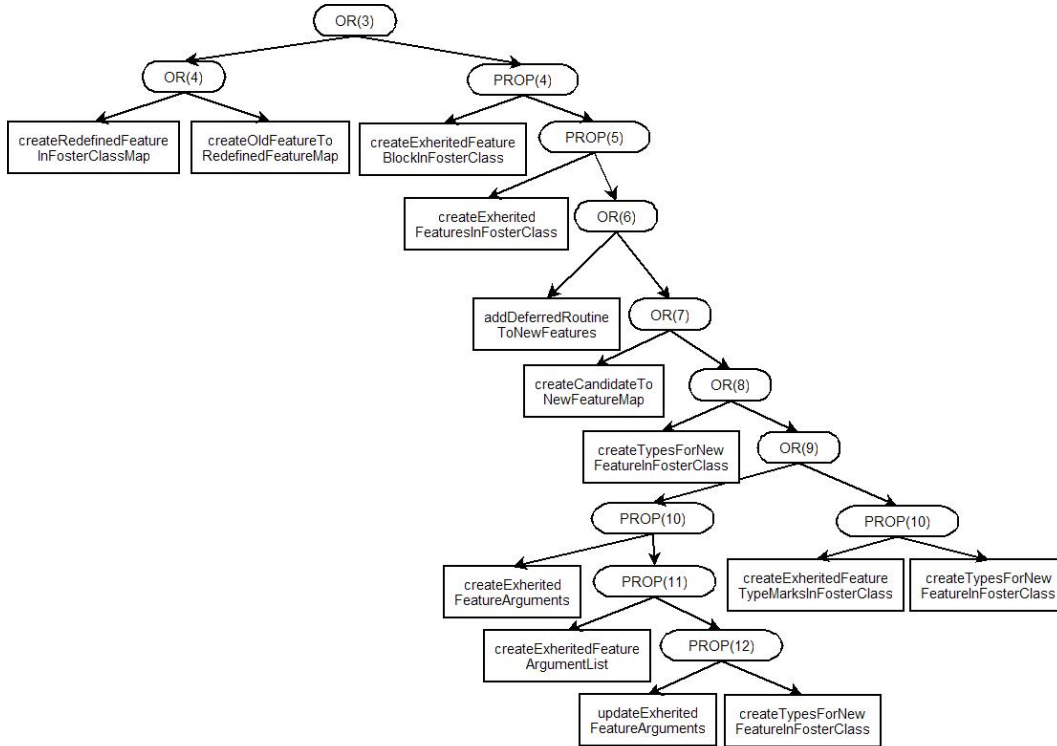 OR(3)
OR(4)
PROP(4)
createRedefinedFeature
InFosterClassMap
createOldFeatureTo
RedefinedFeatureMap
createExheritedFeature
BlockInFosterClass
PROP(5)
createExherited
FeaturesInFosterClass
OR(6)
addDeferredRoutine
ToNewFeatures
OR(7)
createCandidateTo
NewFeatureMap
OR(8)
createTypesForNew
FeatureInFosterClass
OR(9)
PROP(10)
PROP(10)
createExherited
FeatureArguments
PROP(11)
createExheritedFeature
TypeMarksInFosterClass
createTypesForNew
FeatureInFosterClass
createExheritedFeature
ArgumentList
PROP(12)
updateExherited
FeatureArguments
createTypesForNew
FeatureInFosterClass